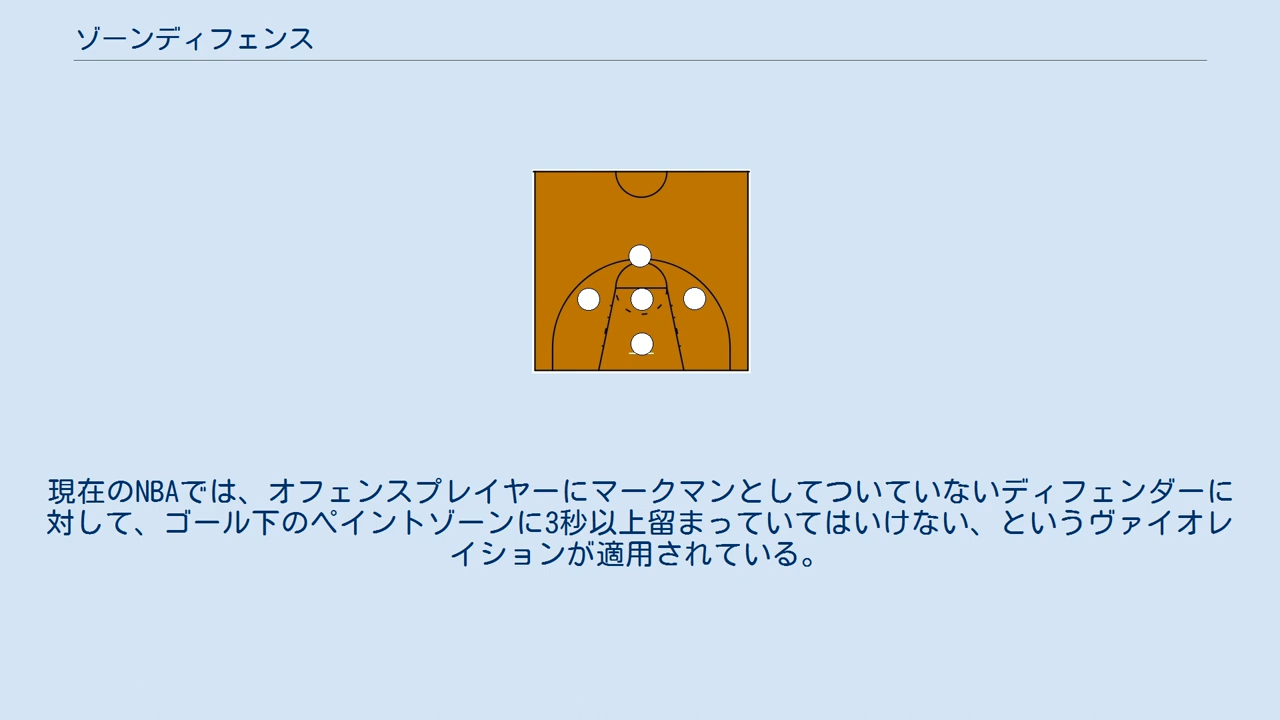 ゾーンディフェンス
現在のNBAでは、オフェンスプレイヤーにマークマンとしてついていないディフェンダーに
対して、ゴール下のペイントゾーンに3秒以上留まっていてはいけない、というヴァイオレ
イションが適用されている。